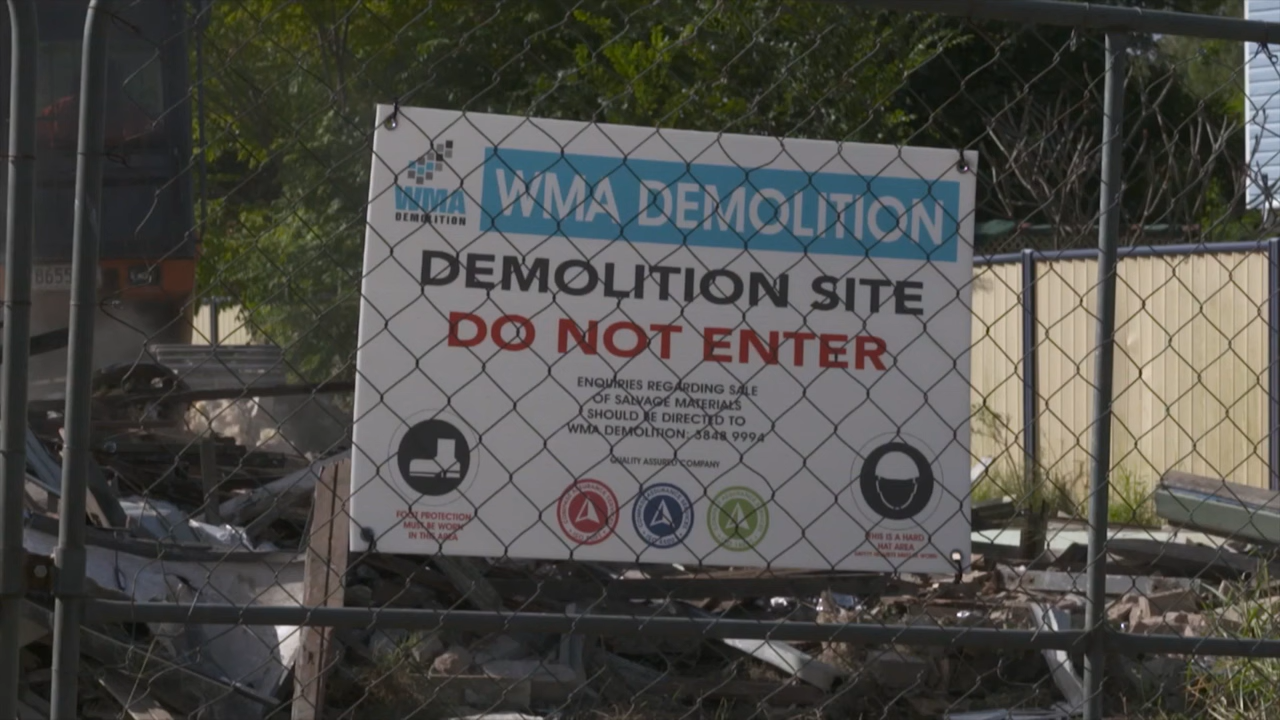 WMA
DEMOLITION
WMA DEMOLITION
DEMOLITION SITE
DO NOT ENTER
ENQUIRIES REGARDING SALE
OF SALVAGE MATERIALS
SHOULD BE DIRECTED TO
WMA DEMOLITION: 3848 9994
QUALITY ASSURED COMPANY
FOOT PROTECTION
MUST BE WORN
IN THIS AREA
THIS IS A HARD
HAT AREA